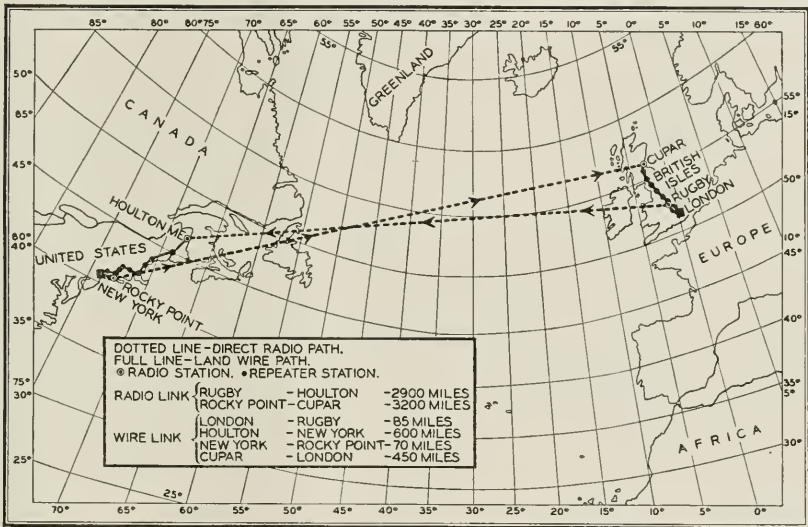 85° 80° 75° 70° 65° 60° 55° 50° 45° 40° 35° 30° 25° 20° 15° 10° 5° 0° 5° 10° 15° 60°
55°
55°
50°
GREENLAND
CANADA
65°
55°
15°
45°
CUPAR
BRITISH
ISLES
RUGBY
LONDON
50°
HOULTON ME.
60°
40°
10°
45°
UNITED STATES
EUROPE
ROCKY POINT
NEW YORK
35°
40°
DOTTED LINE-DIRECT RADIO PATH.
FULL LINE-LAND WIRE PATH.
RADIO STATION. •REPEATER STATION.
RADIO LINK {RUGBY - HOULTON -2900 MILES
ROCKY POINT-CUPAR -3200 MILES
WIRE LINK {LONDON - RUGBY -85 MILES
HOULTON - NEW YORK -600 MILES
NEW YORK -ROCKY POINT-70 MILES
CUPAR - LONDON -450 MILES
75°
30°
35°
5°
AFRICA
30°
25°
25°
70° 65° 60° 55° 50° 45° 40° 35° 30° 25° 20° 15° 10° 5° 0°